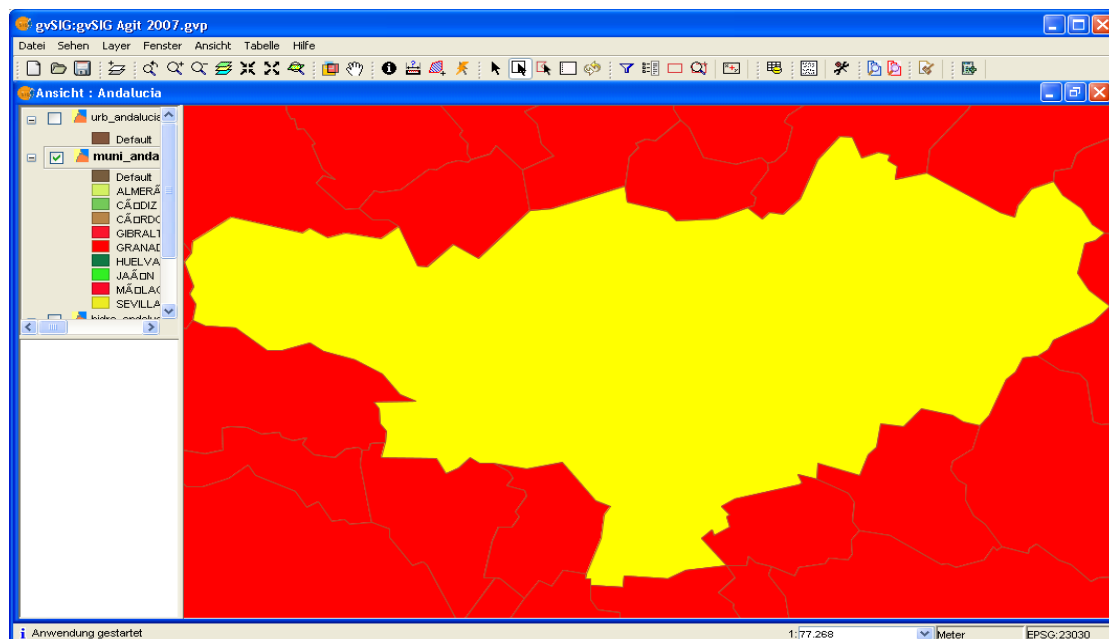 gvSIG:gvSIG Agit 2007.gvp
Datei Sehen Layer Fenster Ansicht Tabelle Hilfe
Ansicht : Andalucia
urb_andalucia
Default
muni_anda
Default
ALMERÃ
CÃ□DIZ
CÃ□RDO
GIBRALT
GRANAD
HUELVA
JAÃ□N
MÃ□LAG
SEVILLA
Anwendung gestartet
1:77.268
Meter
EPSG:23030